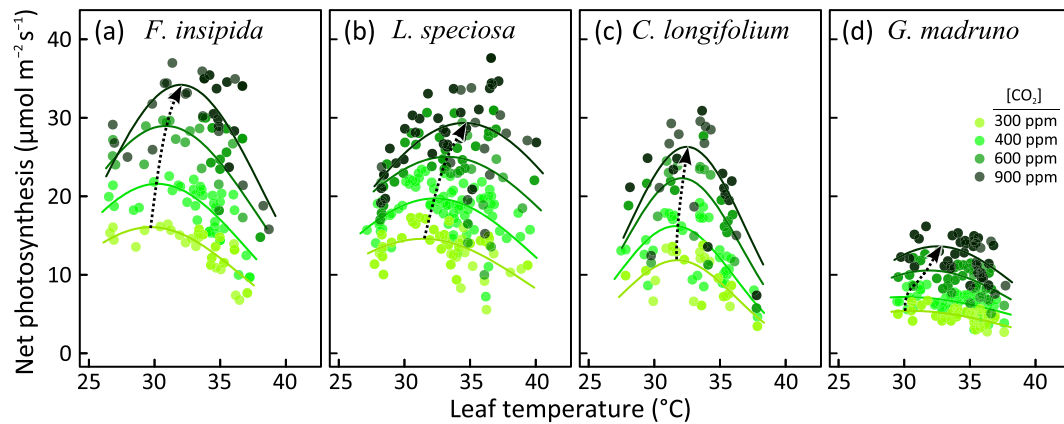 (a) F. insipida
(b) L. speciosa
(c) C. longifolium
(d) G. madruno
Net photosynthesis (µmol m⁻² s⁻¹)
40
30
20
10
0
[CO₂]
300 ppm
400 ppm
600 ppm
900 ppm
25 30 35 40
25 30 35 40
25 30 35 40
25 30 35 40
Leaf temperature (°C)